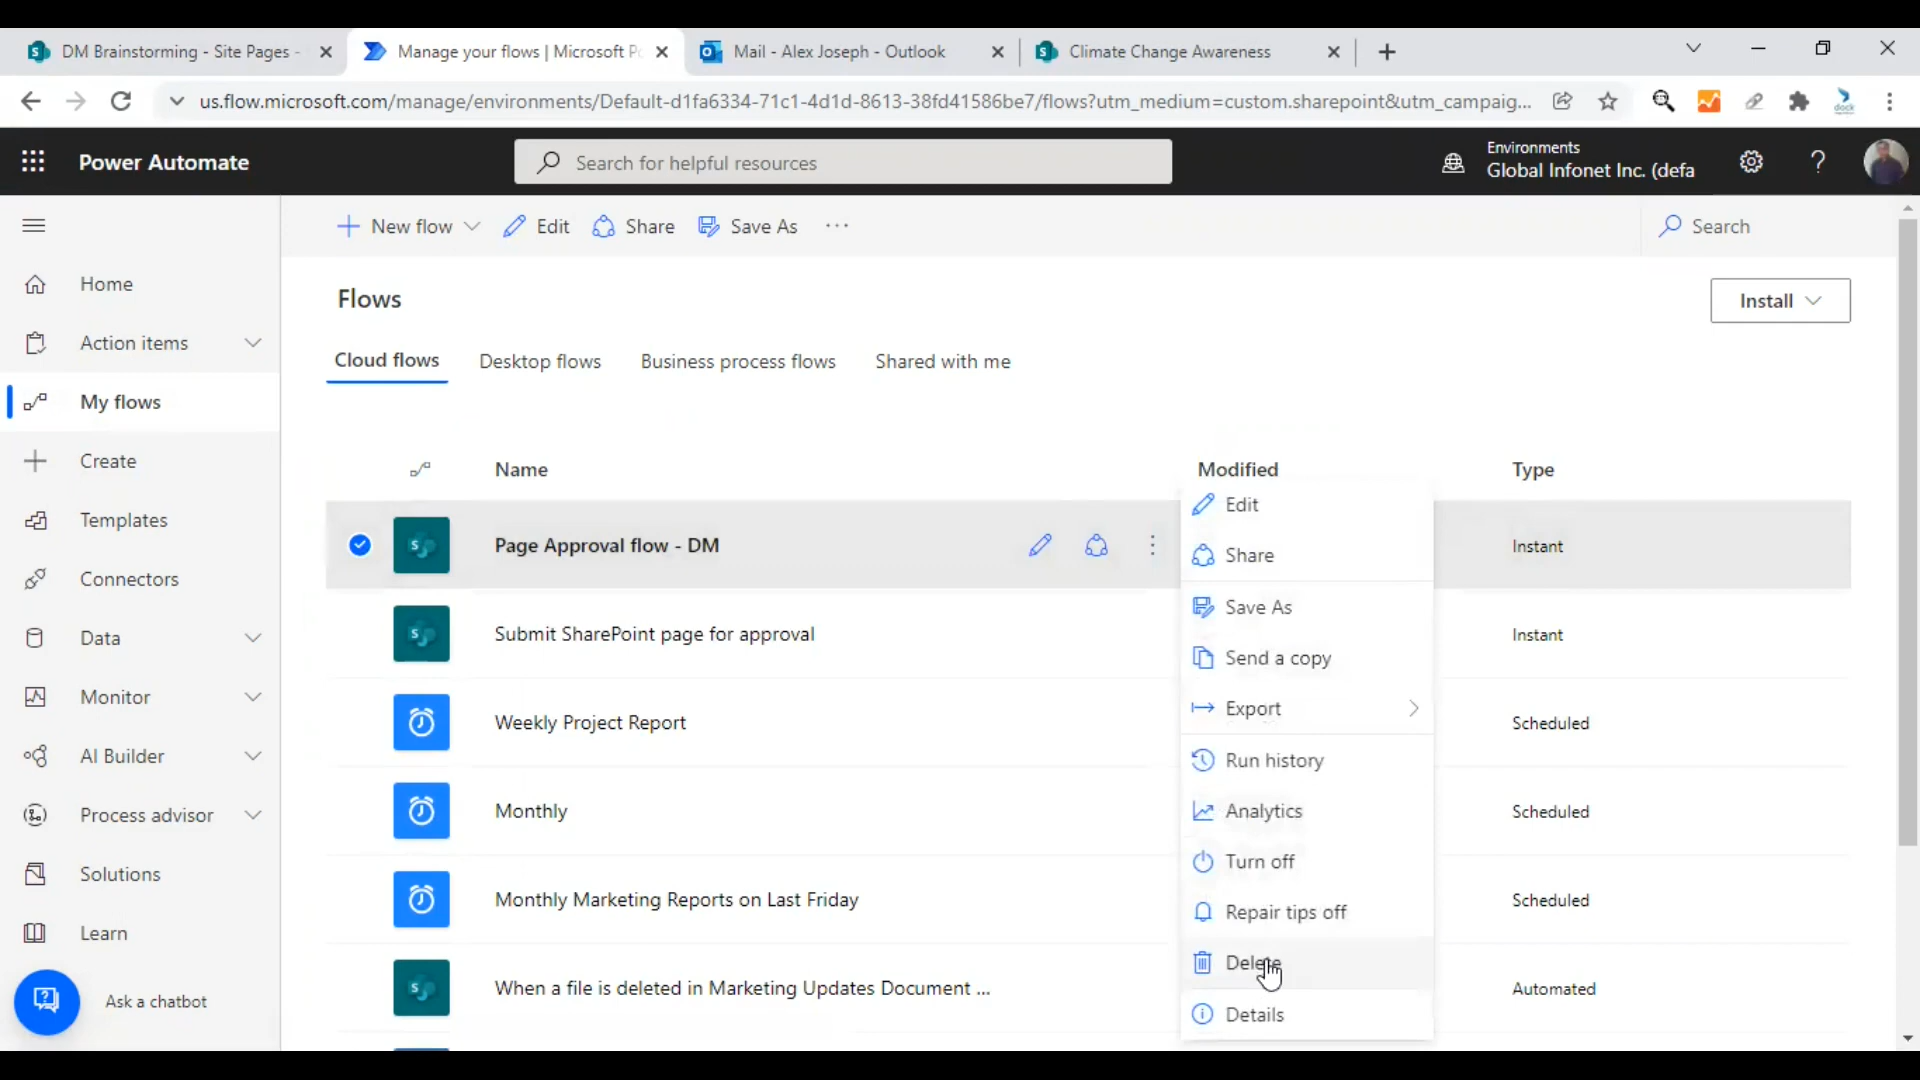 DM Brainstorming - Site Pages -
Manage your flows | Microsoft Po
Mail - Alex Joseph - Outlook
Climate Change Awareness
us.flow.microsoft.com/manage/environments/Default-d1fa6334-71c1-4d1d-8613-38fd41586be7/flows?utm_medium=custom.sharepoint&utm_campaig...
dock
Power Automate
Search for helpful resources
Environments
Global Infonet Inc. (defa
New flow
Edit
Share
Save As
Search
Home
Action items
My flows
Create
Templates
Connectors
Data
Monitor
AI Builder
Process advisor
Solutions
Learn
Ask a chatbot
Flows
Install
Cloud flows
Desktop flows
Business process flows
Shared with me
Name
Modified
Type
Page Approval flow - DM
Instant
Submit SharePoint page for approval
Instant
Weekly Project Report
Scheduled
Monthly
Scheduled
Monthly Marketing Reports on Last Friday
Scheduled
When a file is deleted in Marketing Updates Document ...
Automated
Edit
Share
Save As
Send a copy
Export
Run history
Analytics
Turn off
Repair tips off
Delete
Details